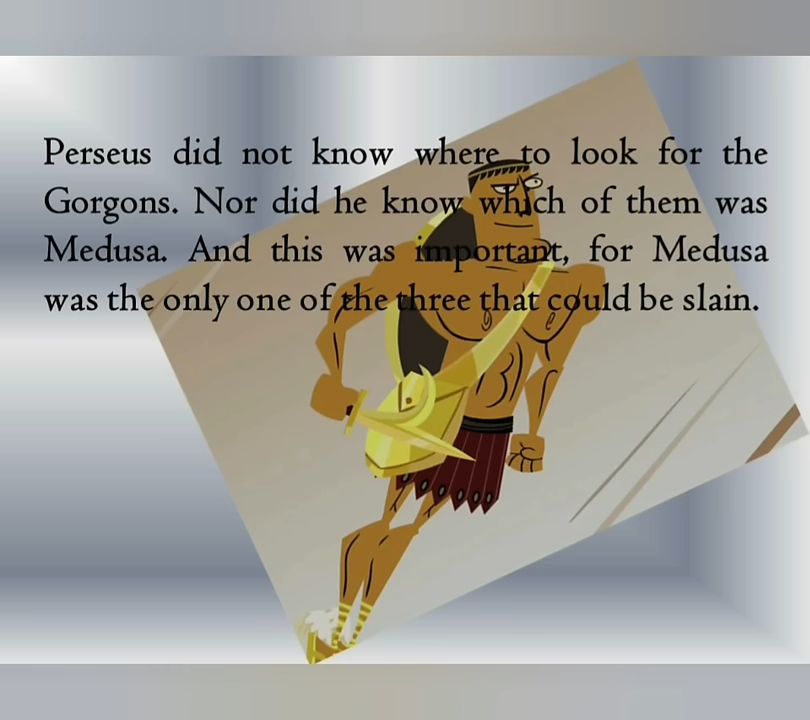 Perseus did not know where to look for the
Gorgons. Nor did he know which of them was
Medusa. And this was important, for Medusa
was the only one of the three that could be slain.